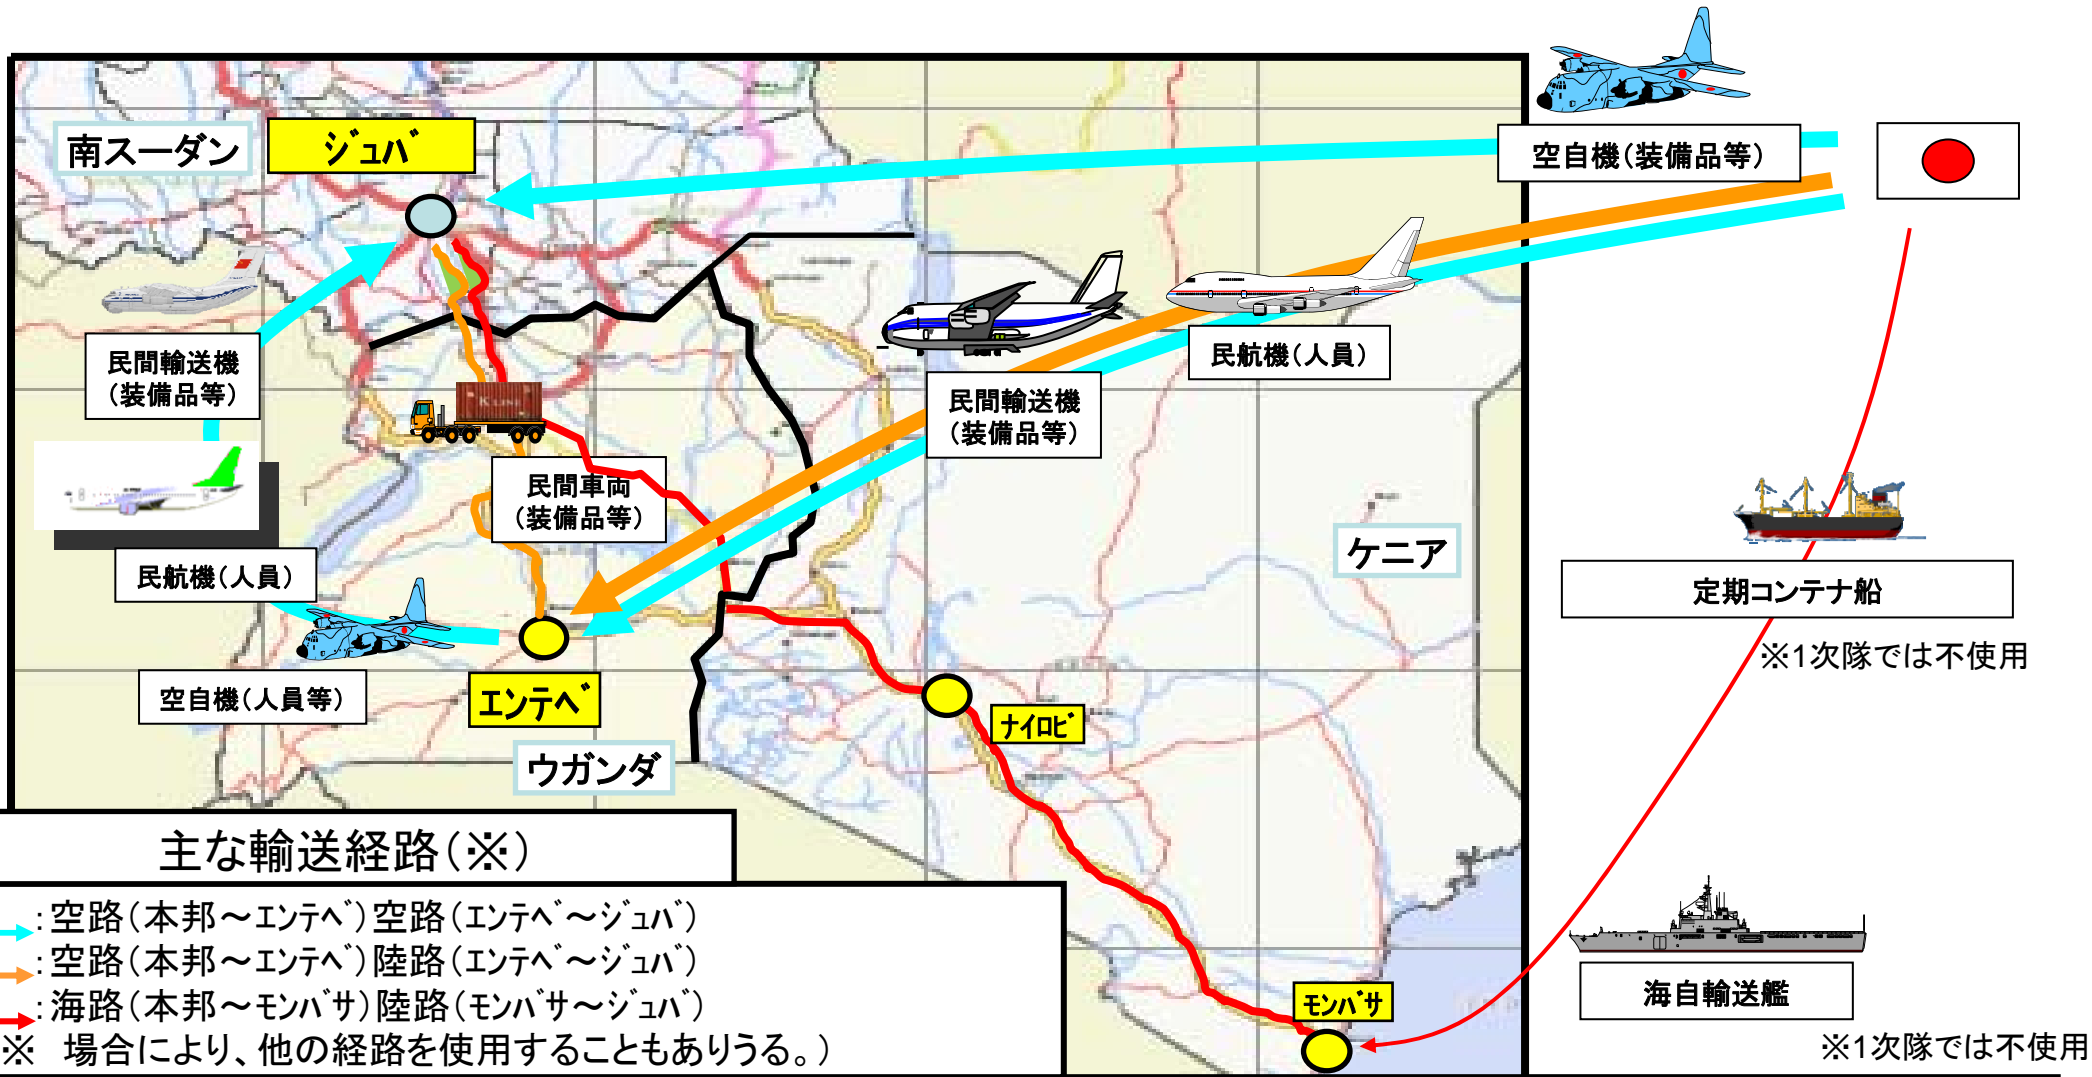 南スーダン
ジュバ
空自機(装備品等)
民間輸送機
(装備品等)
民航機(人員)
民間輸送機
(装備品等)
K LINE
民間車両
(装備品等)
ケニア
民航機(人員)
定期コンテナ船
※1次隊では不使用
空自機(人員等)
エンテベ
ナイロビ
ウガンダ
主な輸送経路(※)
:空路(本邦~エンテベ)空路(エンテベ~ジュバ)
:空路(本邦~エンテベ)陸路(エンテベ~ジュバ)
:海路(本邦~モンバサ)陸路(モンバサ~ジュバ)
※ 場合により、他の経路を使用することもありうる。)
モンバサ
海自輸送艦
※1次隊では不使用